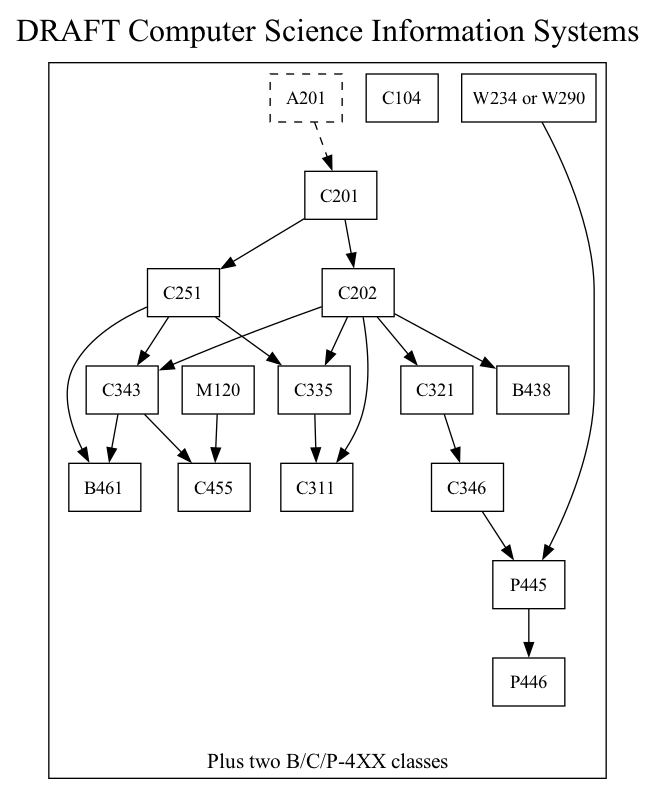 DRAFT Computer Science Information Systems
A201
C104
W234 or W290
C201
C251
C202
C343
M120
C335
C321
B438
B461
C455
C311
C346
P445
P446
Plus two B/C/P-4XX classes